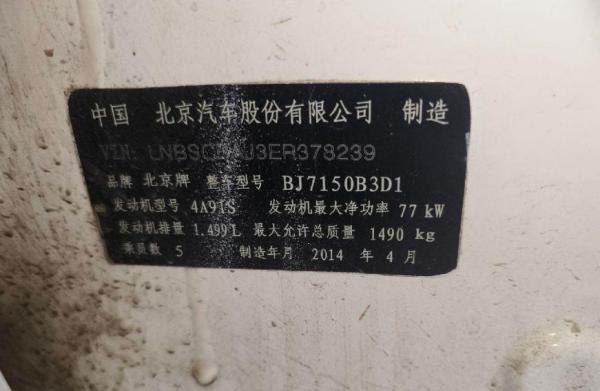 中国 北京汽车股份有限公司 制造
VIN: LNBSCBAJ3ER378239
品牌 北京牌 整车型号 BJ7150B3D1
发动机型号 4A91S 发动机最大净功率 77 kW
发动机排量 1.499 L 最大允许总质量 1490 kg
乘员数 5 制造年月 2014 年 4 月